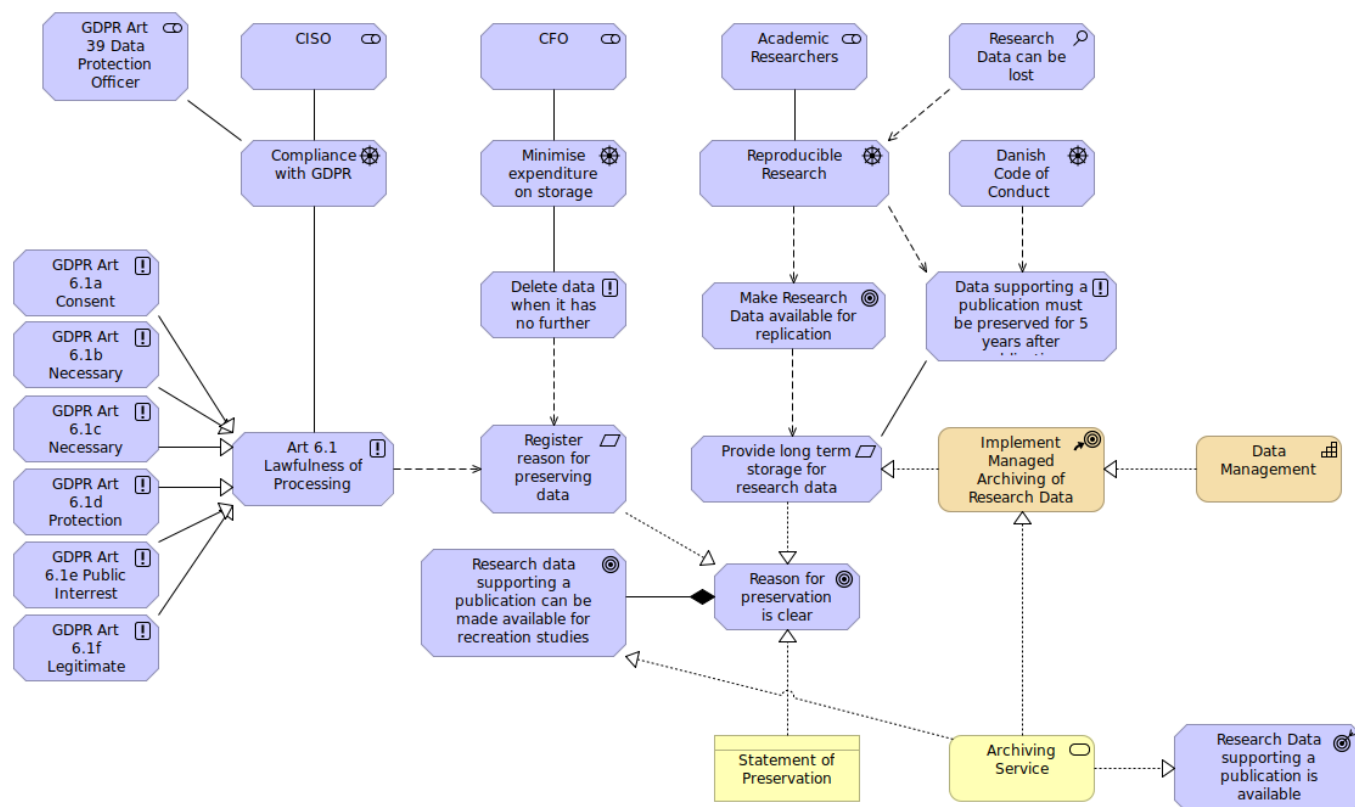 GDPR Art
39 Data
Protection
Officer
CISO
CFO
Academic
Researchers
Research
Data can be
lost
Compliance
with GDPR
Minimise
expenditure
on storage
Reproducible
Research
Danish
Code of
Conduct
GDPR Art
6.1a
Consent
GDPR Art
6.1b
Necessary
GDPR Art
6.1c
Necessary
GDPR Art
6.1d
Protection
GDPR Art
6.1e Public
Interrest
GDPR Art
6.1f
Legitimate
Delete data
when it has
no further
Make Research
Data available for
replication
Data supporting a
publication must
be preserved for 5
years after
Art 6.1
Lawfulness of
Processing
Register
reason for
preserving
data
Provide long term
storage for
research data
Implement
Managed
Archiving of
Research Data
Data
Management
Research data
supporting a
publication can be
made available for
recreation studies
Reason for
preservation
is clear
Statement of
Preservation
Archiving
Service
Research Data
supporting a
publication is
available